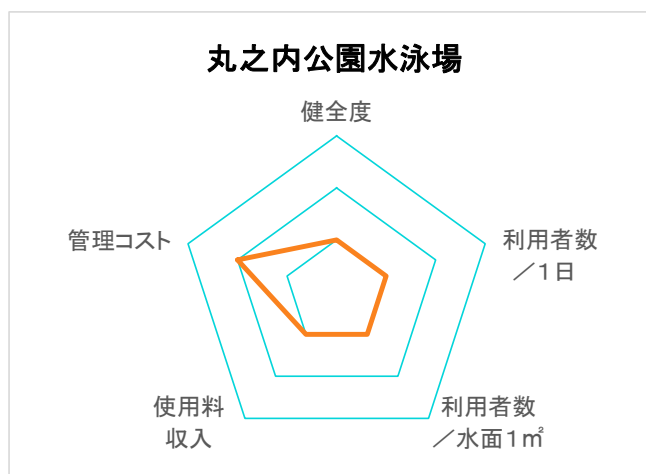 丸之内公園水泳場
健全度
管理コスト
利用者数
／1日
使用料
収入
利用者数
／水面1㎡